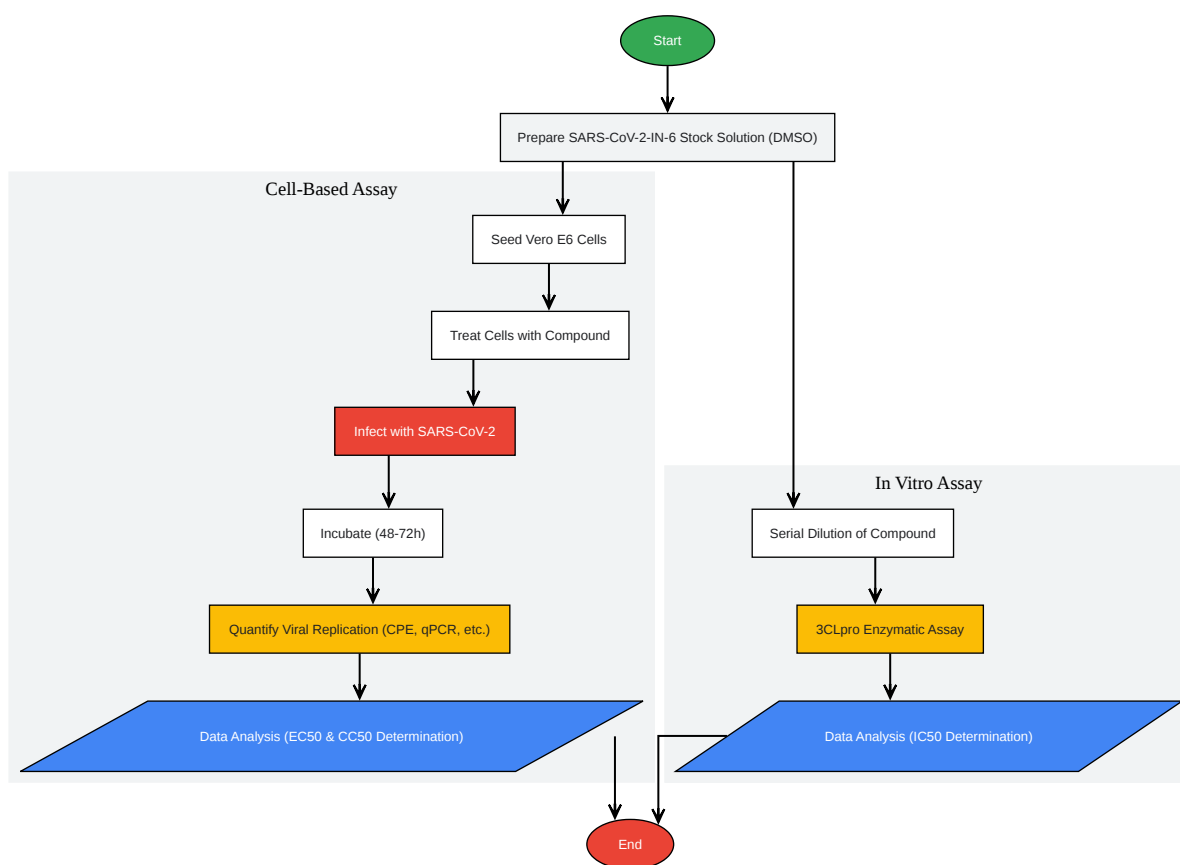 Start
Prepare SARS-CoV-2-IN-6 Stock Solution (DMSO)
Cell-Based Assay
Seed Vero E6 Cells
Treat Cells with Compound
Infect with SARS-CoV-2
Incubate (48-72h)
Quantify Viral Replication (CPE, qPCR, etc.)
Data Analysis (EC50 & CC50 Determination)
In Vitro Assay
Serial Dilution of Compound
3CLpro Enzymatic Assay
Data Analysis (IC50 Determination)
End